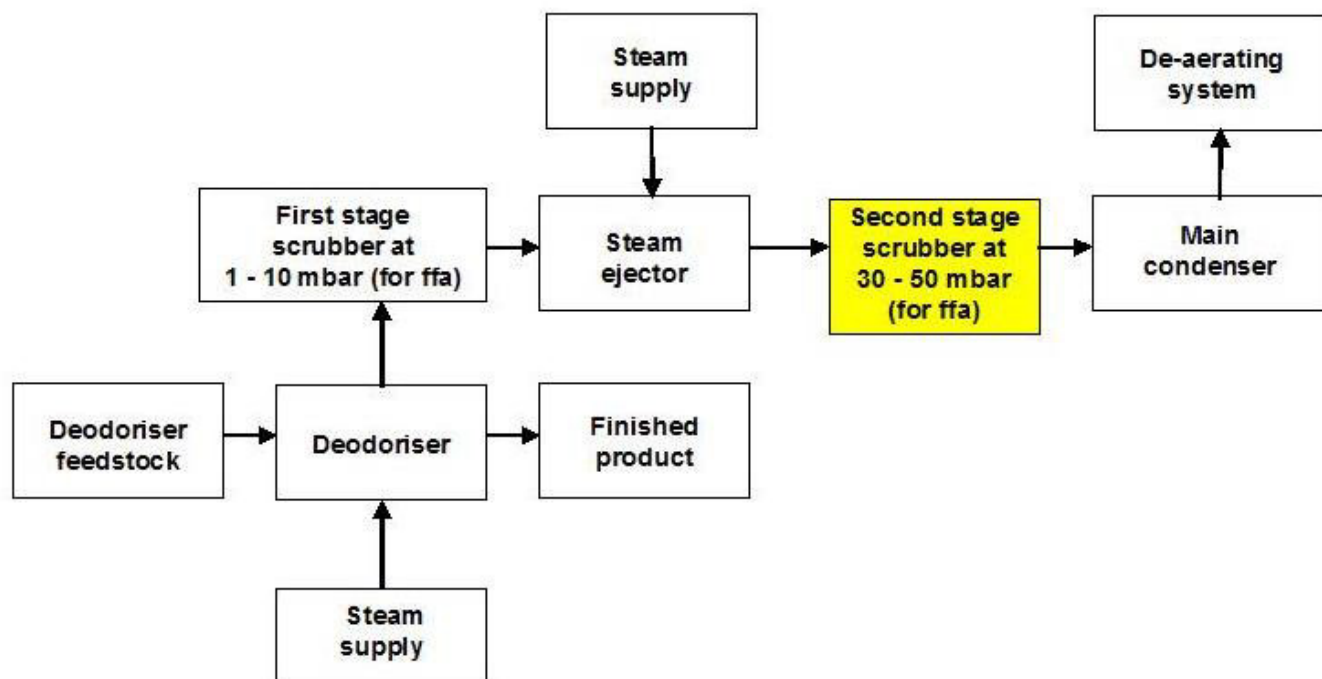 Steam
supply
De-aerating
system
First stage
scrubber at
1 - 10 mbar (for ffa)
Steam
ejector
Second stage
scrubber at
30 - 50 mbar
(for ffa)
Main
condenser
Deodoriser
feedstock
Deodoriser
Finished
product
Steam
supply